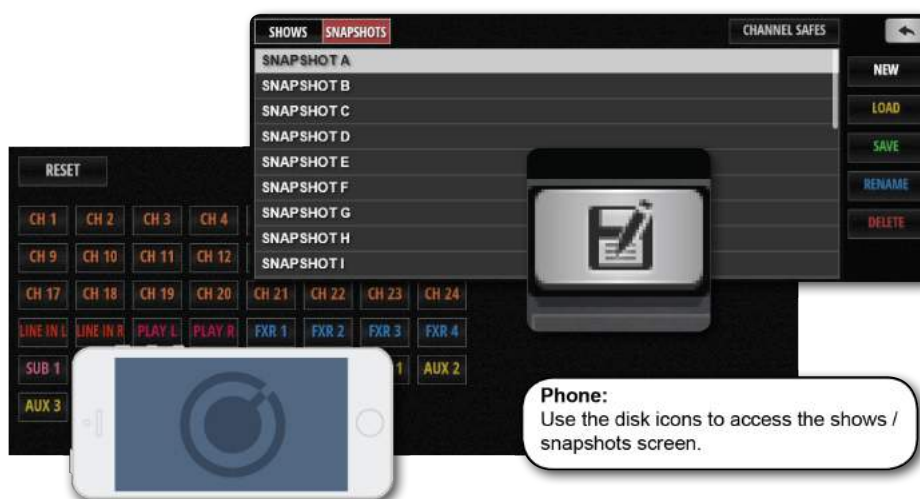 SHOWS SNAPSHOTS CHANNEL SAFES
SNAPSHOT A
SNAPSHOT B
SNAPSHOT C
SNAPSHOT D
SNAPSHOT E
SNAPSHOT F
SNAPSHOT G
SNAPSHOT H
SNAPSHOT I
NEW
LOAD
SAVE
RENAME
DELETE
RESET
CH 1 CH 2 CH 3 CH 4
CH 9 CH 10 CH 11 CH 12
CH 17 CH 18 CH 19 CH 20 CH 21 CH 22 CH 23 CH 24
LINE IN L LINE IN R PLAY L PLAY R FXR 1 FXR 2 FXR 3 FXR 4
SUB 1 1 AUX 2
AUX 3
Phone:
Use the disk icons to access the shows /
snapshots screen.